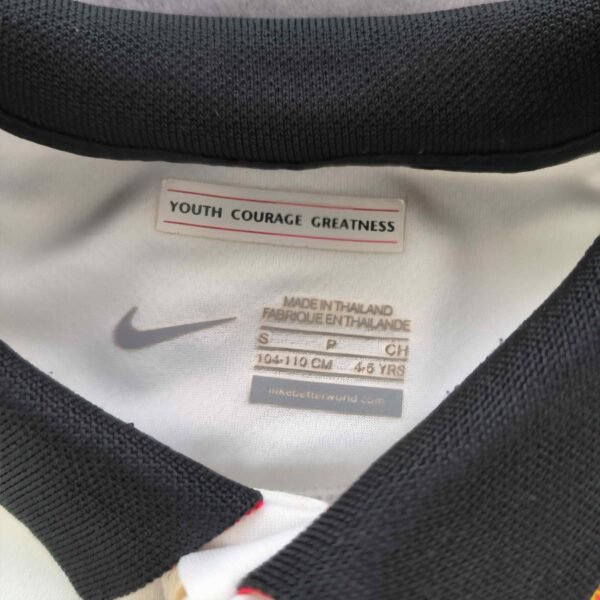 YOUTH COURAGE GREATNESS
MADE IN THAILAND
FABRIQUE EN THAILANDE
S P CH
104-110 CM 4-5 YRS
nikebetterworld.com